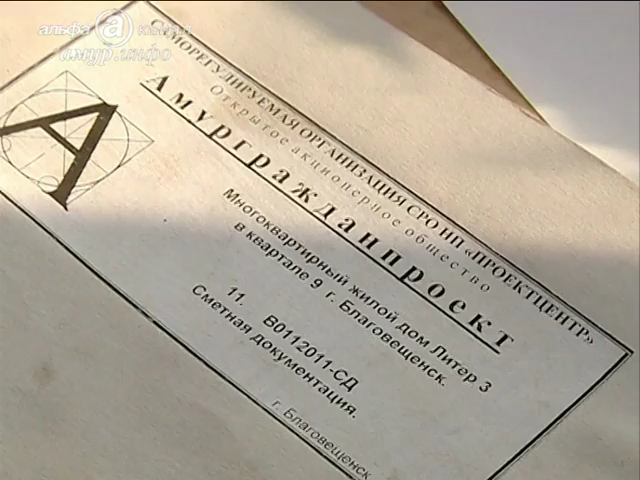 альфа @ канал
амур.инфо
САМОРЕГУЛИРУЕМАЯ ОРГАНИЗАЦИЯ СРО НП «ПРОЕКТЦЕНТР»
Открытое акционерное общество
Амургражданпроект
А
Многоквартирный жилой дом Литер 3
в квартале 9 г. Благовещенск.
11. В0112011-СД
Сметная документация.
г. Благовещенск